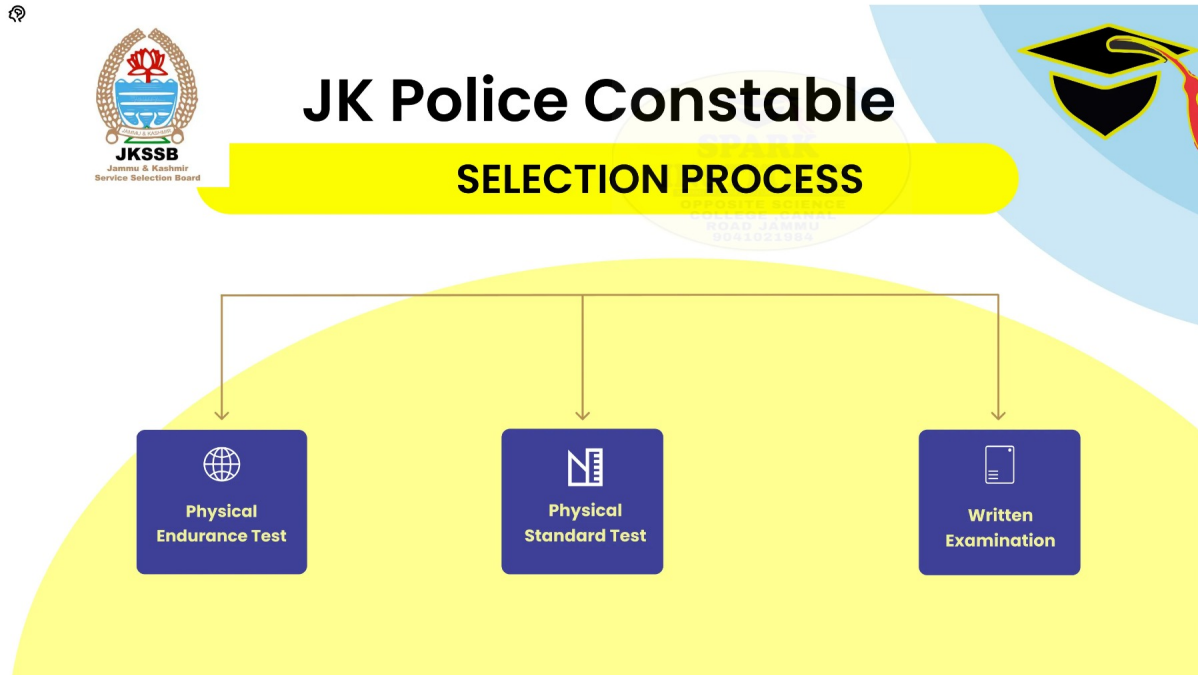 JK Police Constable
SELECTION PROCESS
JAMMU & KASHMIR
JKSSB
Jammu & Kashmir
Service Selection Board
SPARK
OPPOSITE SCIENCE
COLLEGE ,CANAL
ROAD JAMMU
9041021984
Physical
Endurance Test
Physical
Standard Test
Written
Examination